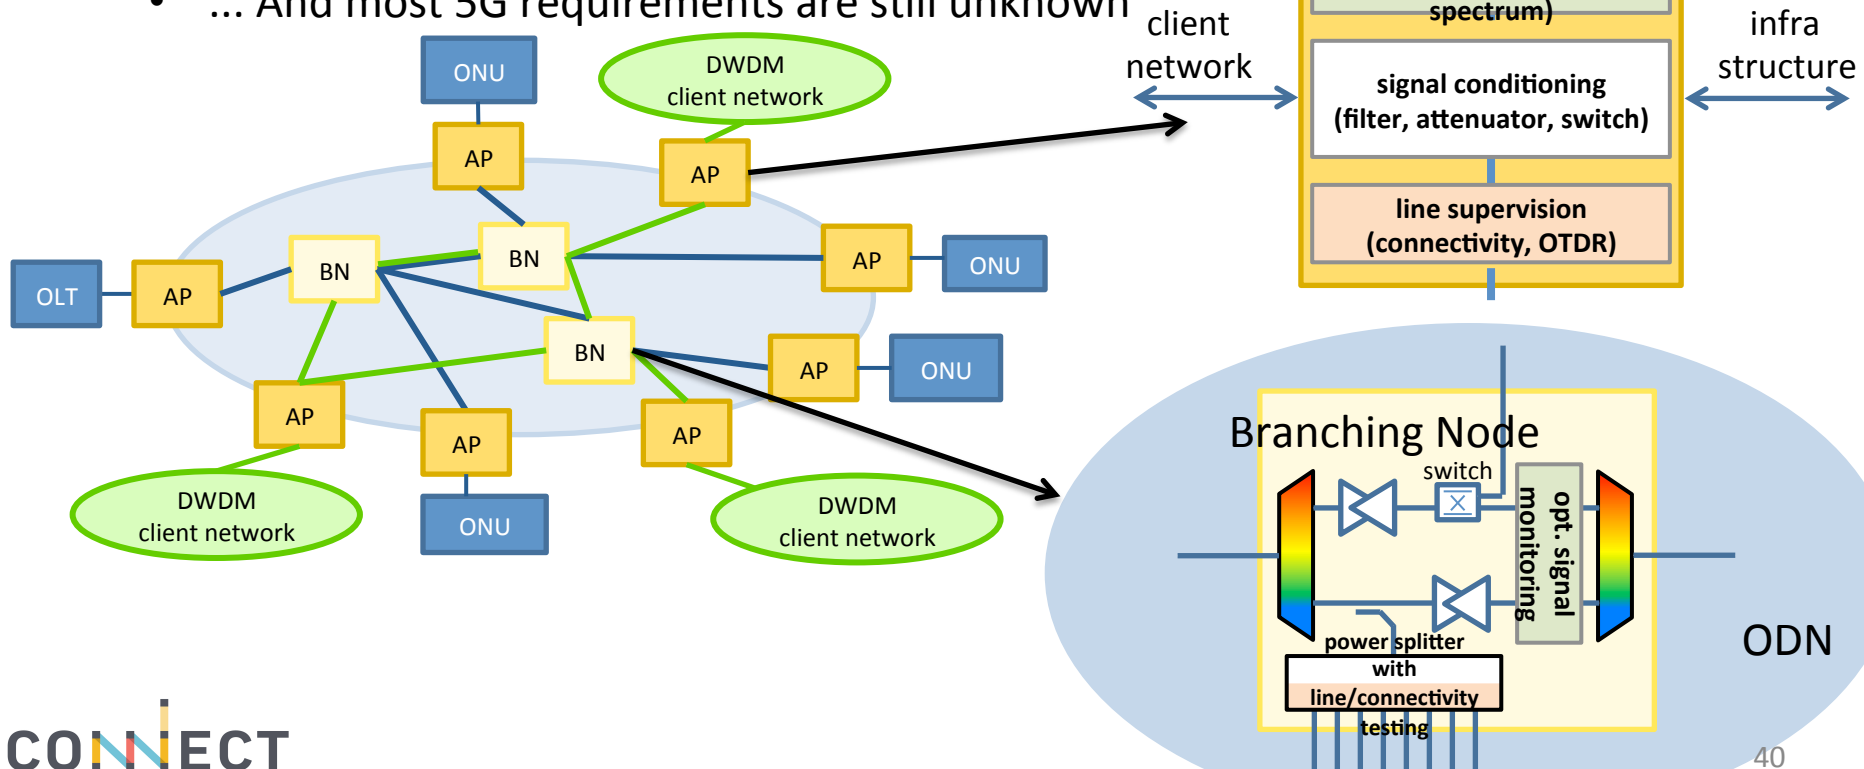 • ... And most 5G requirements are still unknown
client
network
spectrum)
infra
structure
signal conditioning
(filter, attenuator, switch)
line supervision
(connectivity, OTDR)
ONU
DWDM
client network
AP
AP
BN
BN
AP
ONU
OLT
AP
BN
AP
ONU
AP
AP
AP
DWDM
client network
ONU
DWDM
client network
Branching Node
switch
opt. signal
monitoring
power splitter
with
line/connectivity
testing
ODN
CONNECT
40